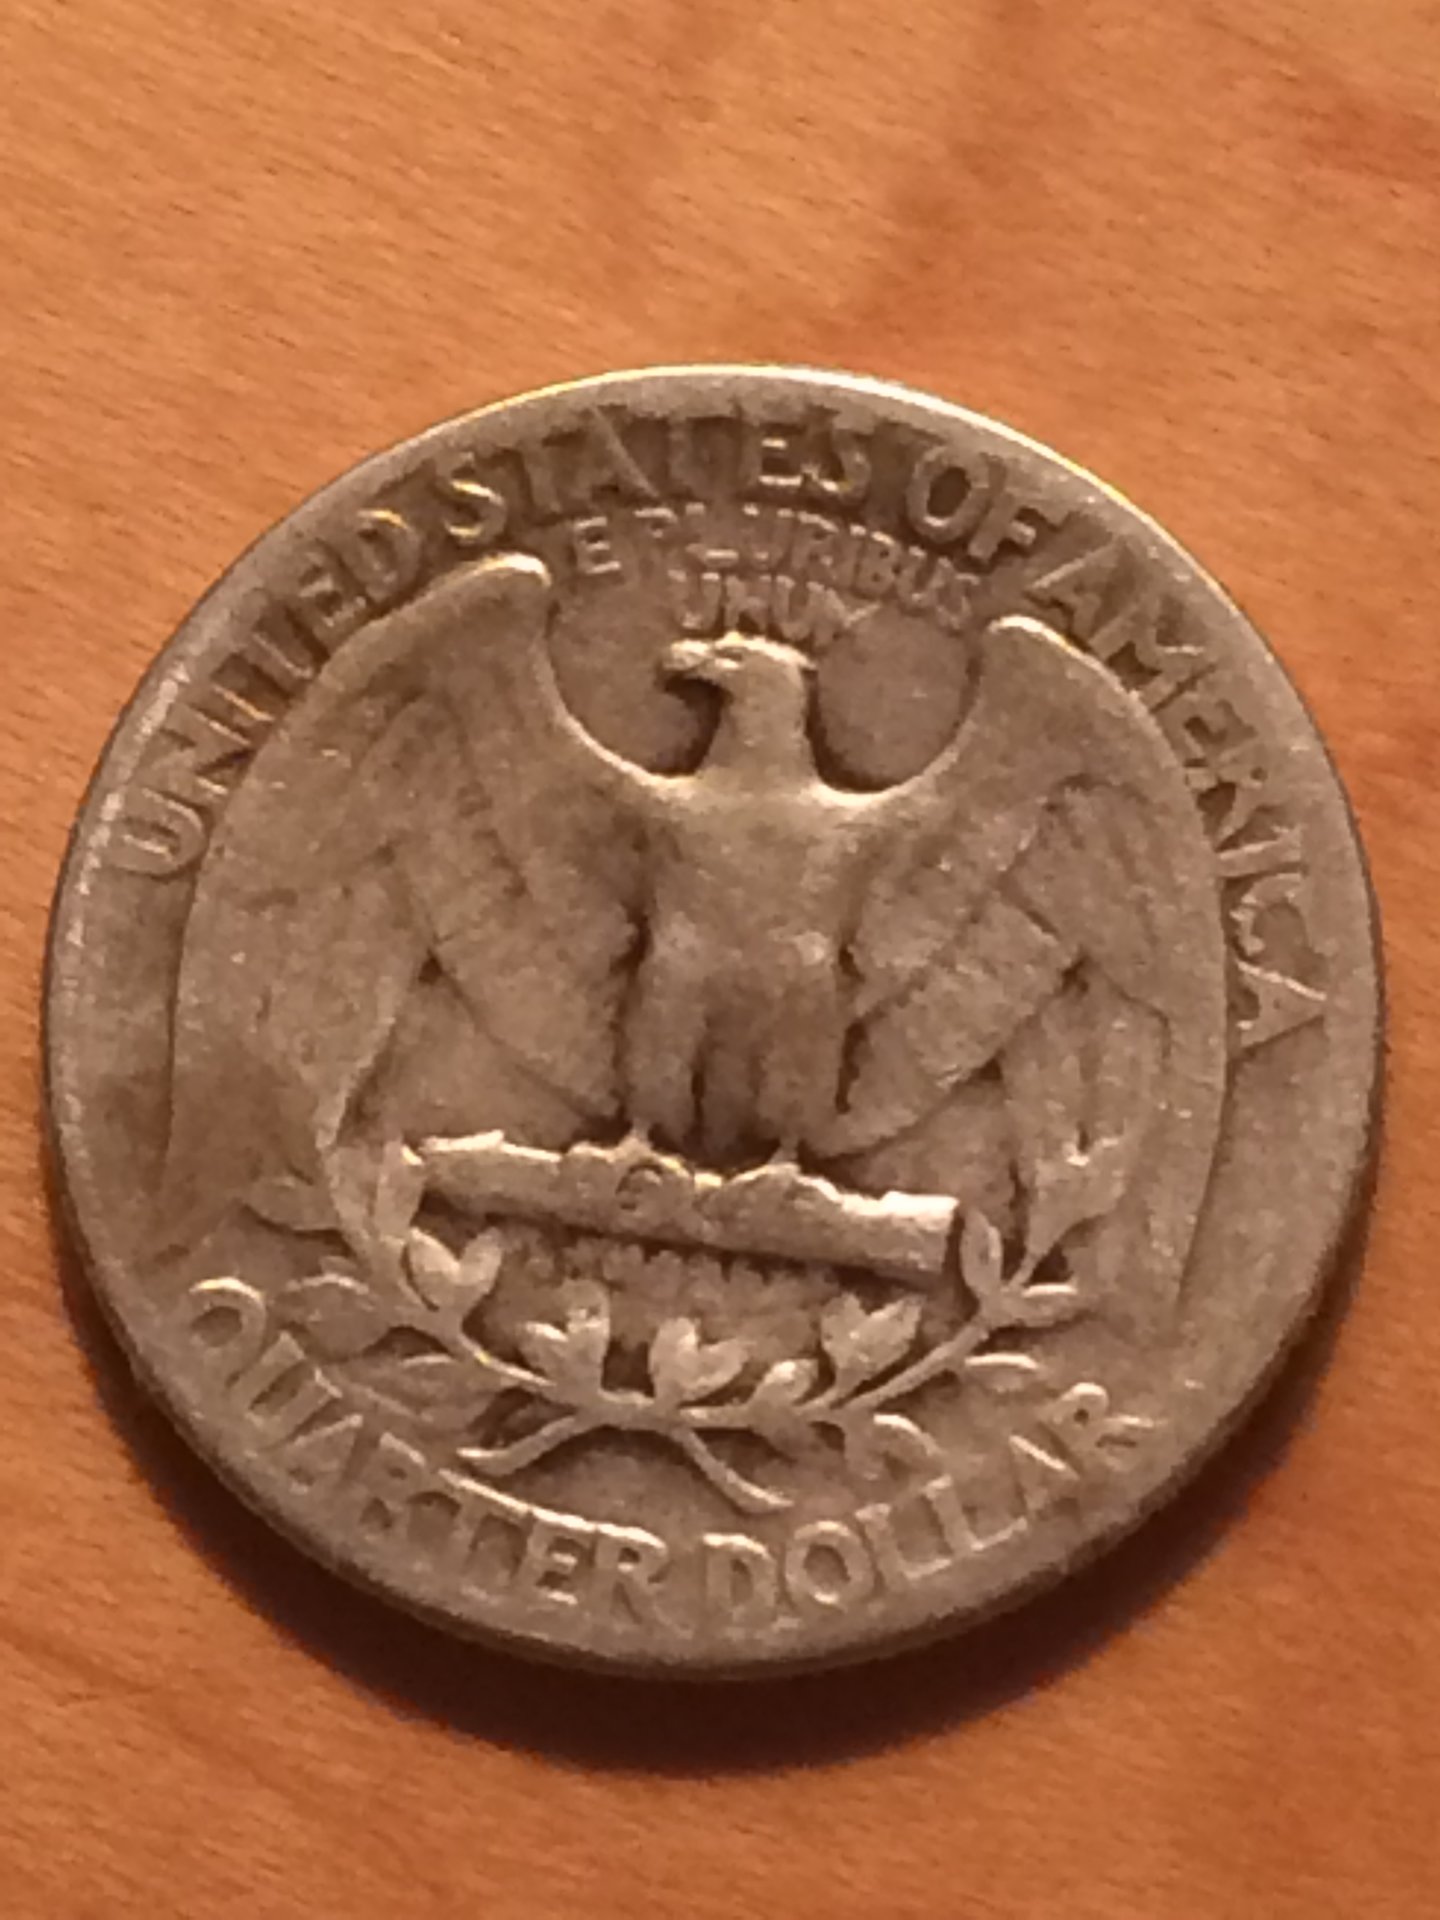 UNITED STATES OF AMERICA
E PLURIBUS
UNUM
QUARTER DOLLAR